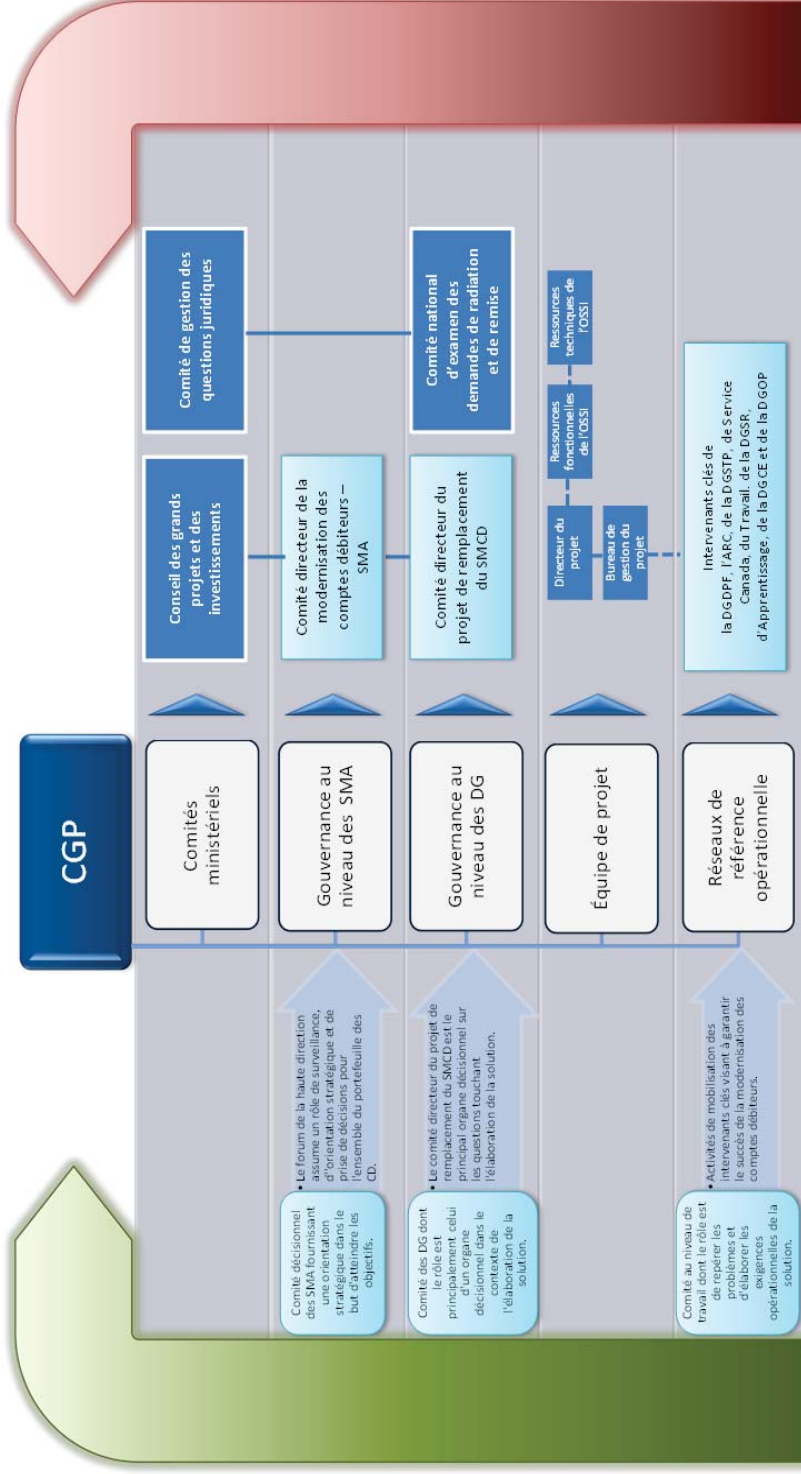 CGP
Comités
ministériels
Conseil des grands
projets et des
investissements
Comité de gestion des
questions juridiques
Comité décisionnel
des SMA fournissant
une orientation
stratégique dans le
but d'atteindre les
objectifs.
• Le forum de la haute direction
assume un rôle de surveillance,
d''orientation stratégique et de
prise de décisions pour
l'ensemble du portefeuille des
CD.
Gouvernance au
niveau des SMA
Comité directeur de la
modernisation des
comptes débiteurs –
SMA
Comité des DG dont
le rôle est
principalement celui
d'un organe
décisionnel dans le
contexte de
l'élaboration de la
solution.
• Le comité directeur du projet de
remplacement du SMCD est le
principal organe décisionnel sur
les questions touchant
l'élaboration de la solution.
Gouvernance au
niveau des DG
Comité directeur du
projet de remplacement
du SMCD
Comité national
d'examen des
demandes de radiation
et de remise
Équipe de projet
Directeur du
projet
Ressources
fonctionnelles
de l'OSSI
Ressources
techniques de
l'OSSI
Bureau de
gestion du
projet
Comité au niveau de
travail dont le rôle est
de repérer les
problèmes et
d'élaborer les
exigences
opérationnelles de la
solution.
• Activités de mobilisation des
intervenants clés visant à garantir
le succès de la modernisation des
comptes débiteurs.
Réseaux de
référence
opérationnelle
Intervenants clés de
la DGDPF, l'ARC, de la DGSTP, de Service
Canada, du Travail. de la DGSR,
d'Apprentissage, de la DGCE et de la DGOP